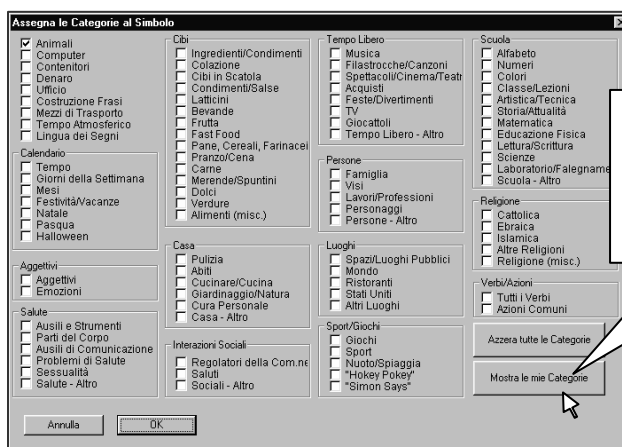 Assegna le Categorie al Simbolo
Animali
Computer
Contenitori
Denaro
Ufficio
Costruzione Frasi
Mezzi di Trasporto
Tempo Atmosferico
Lingua dei Segni
Calendario
Tempo
Giorni della Settimana
Mesi
Festività/Vacanze
Natale
Pasqua
Halloween
Aggettivi
Aggettivi
Emozioni
Salute
Ausili e Strumenti
Parti del Corpo
Ausili di Comunicazione
Problemi di Salute
Sessualità
Salute - Altro
Cibi
Ingredienti/Condimenti
Colazione
Cibi in Scatola
Condimenti/Salse
Latticini
Bevande
Frutta
Fast Food
Pane, Cereali, Farinacei
Pranzo/Cena
Carne
Merende/Spuntini
Dolci
Verdure
Alimenti (misc.)
Casa
Pulizia
Abiti
Cucinare/Cucina
Giardinaggio/Natura
Cura Personale
Casa - Altro
Interazioni Sociali
Regolatori della Com.ne
Saluti
Sociali - Altro
Tempo Libero
Musica
Filastrocche/Canzoni
Spettacoli/Cinema/Teatr
Acquisti
Feste/Divertimenti
TV
Giocattoli
Tempo Libero - Altro
Persone
Famiglia
Visi
Lavori/Professioni
Personaggi
Persone - Altro
Luoghi
Spazi/Luoghi Pubblici
Mondo
Ristoranti
Stati Uniti
Altri Luoghi
Sport/Giochi
Giochi
Sport
Nuoto/Spiaggia
"Hokey Pokey"
"Simon Says"
Scuola
Alfabeto
Numeri
Colori
Classe/Lezioni
Artistica/Tecnica
Storia/Attualità
Matematica
Educazione Fisica
Lettura/Scrittura
Scienze
Laboratorio/Falegname
Scuola - Altro
Religione
Cattolica
Ebraica
Islamica
Altre Religioni
Religione (misc.)
Verbi/Azioni
Tutti i Verbi
Azioni Comuni
Azzera tutte le Categorie
Mostra le mie Categorie
Annulla
OK